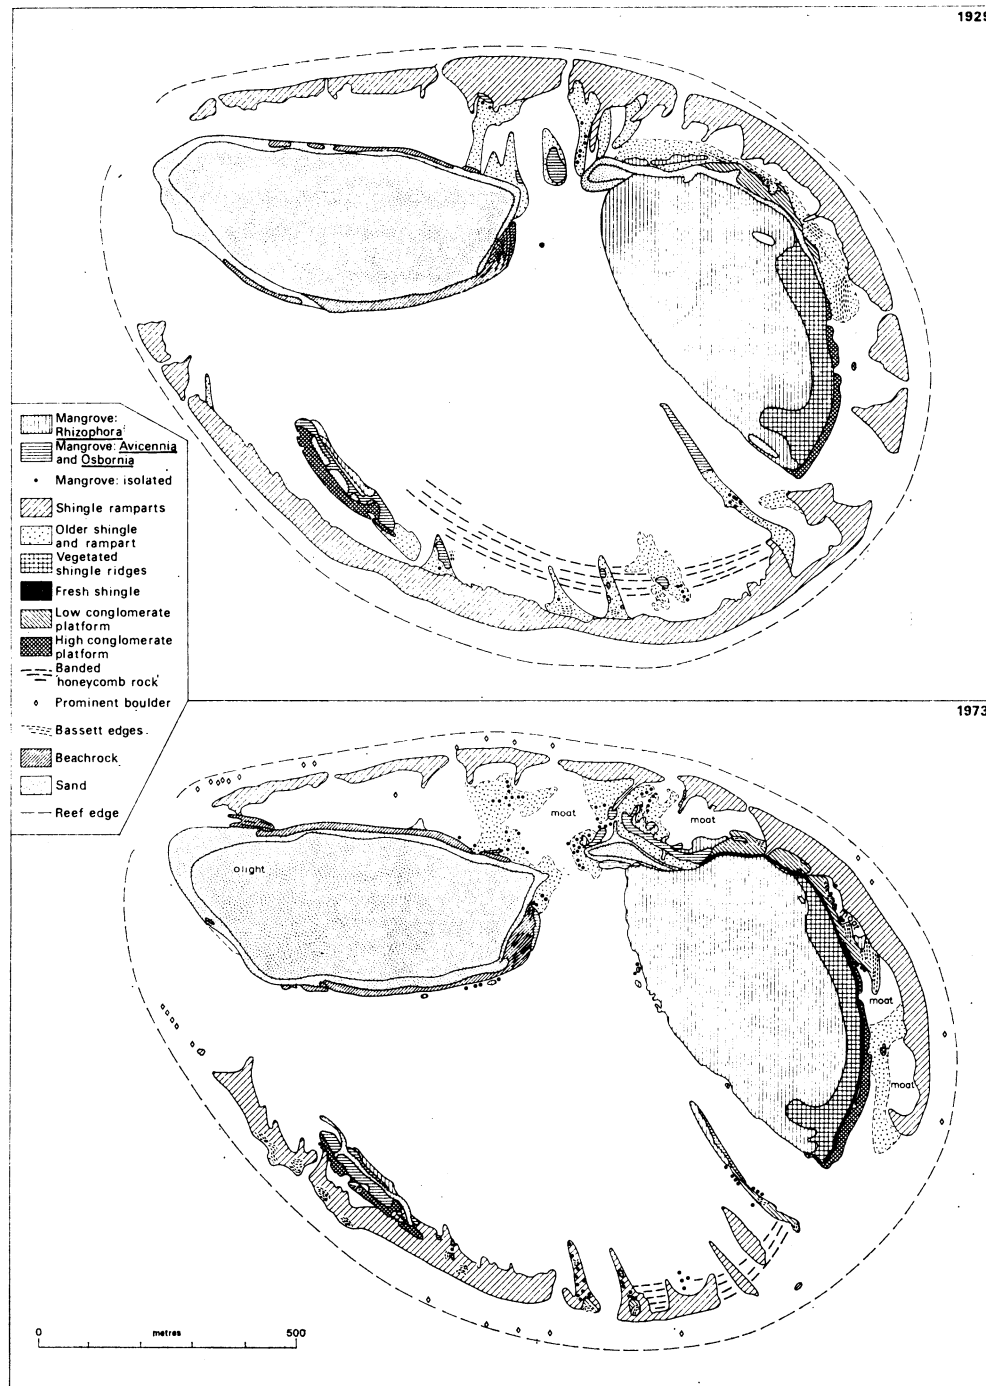 1929
Mangrove:
Rhizophora
Mangrove: Avicennia
and Osbornia
Mangrove: isolated
Shingle ramparts
Older shingle
and rampart
Vegetated
shingle ridges
Fresh shingle
Low conglomerate
platform
High conglomerate
platform
Banded
'honeycomb rock'
Prominent boulder
Bassett edges.
Beachrock
Sand
Reef edge
1973
moat
moat
olight
moat
moat
0 metres 500